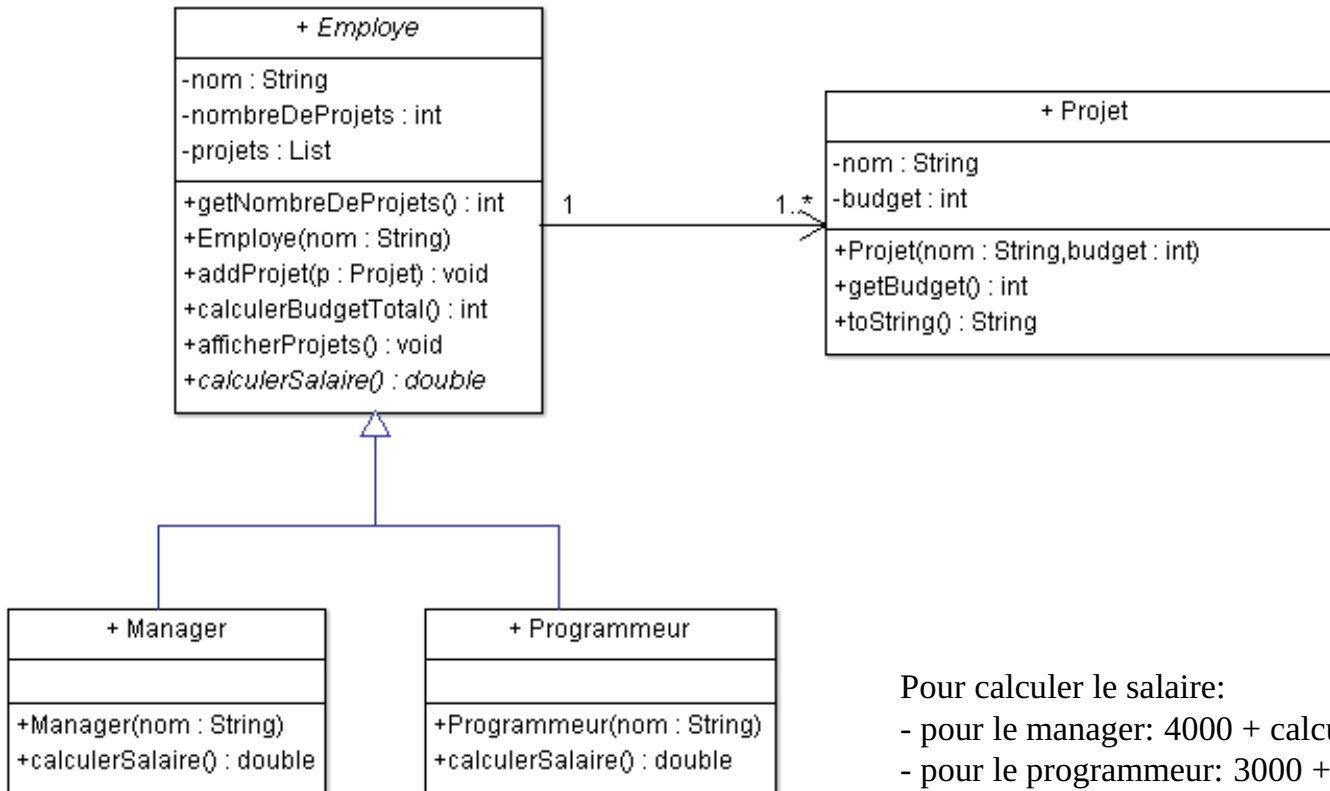 + Employe
-nom : String
-nombreDeProjets : int
-projets : List
+getNombreDeProjets() : int
+Employe(nom : String)
+addProjet(p : Projet) : void
+calculerBudgetTotal() : int
+afficherProjets() : void
+calculerSalaire() : double
1
1..*
+ Projet
-nom : String
-budget : int
+Projet(nom : String,budget : int)
+getBudget() : int
+toString() : String
+ Manager
+Manager(nom : String)
+calculerSalaire() : double
+ Programmeur
+Programmeur(nom : String)
+calculerSalaire() : double
Pour calculer le salaire:
- pour le manager: 4000 +
- pour le programmeur: 3000 +